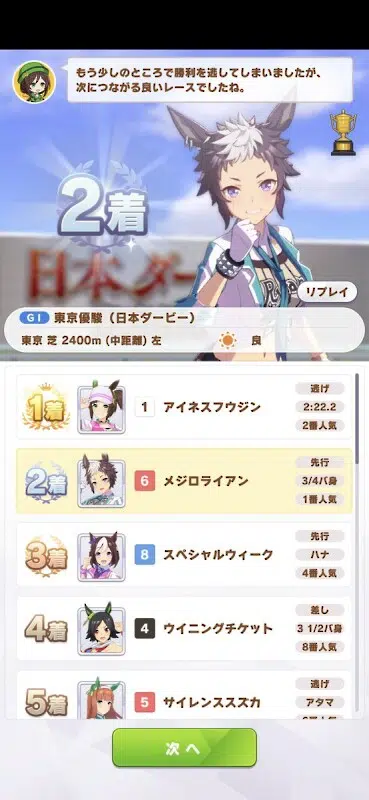 もう少しのところで勝利を逃してしまいましたが、
次につながる良いレースでしたね。
2着
日本ダー
リプレイ
GI 東京優駿（日本ダービー）
東京 芝 2400m (中距離) 左 良
1着 1 アイネスフウジン
逃げ
2:22.2
2番人気
2着 6 メジロライアン
先行
3/4バ身
1番人気
3着 8 スペシャルウィーク
先行
ハナ
4番人気
4着 4 ウイニングチケット
差し
3 1/2バ身
8番人気
5着 5 サイレンススズカ
逃げ
アタマ
次へ